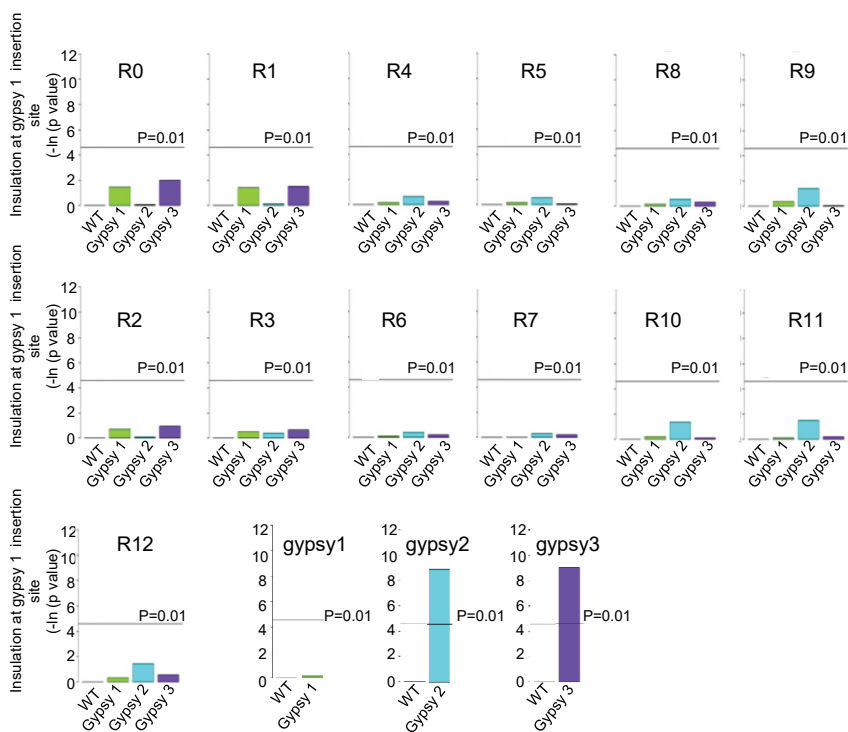 Insulation at gypsy 1 insertion
site
(-ln (p value)
12
10
8
6
4
2
0
R0
P=0.01
WT
Gypsy 1
Gypsy 2
Gypsy 3
R1
P=0.01
WT
Gypsy 1
Gypsy 2
Gypsy 3
R4
P=0.01
WT
Gypsy 1
Gypsy 2
Gypsy 3
R5
P=0.01
WT
Gypsy 1
Gypsy 2
Gypsy 3
R8
P=0.01
WT
Gypsy 1
Gypsy 2
Gypsy 3
R9
P=0.01
WT
Gypsy 1
Gypsy 2
Gypsy 3
Insulation at gypsy 1 insertion
site
(-ln (p value)
12
10
8
6
4
2
0
R2
P=0.01
WT
Gypsy 1
Gypsy 2
Gypsy 3
R3
P=0.01
WT
Gypsy 1
Gypsy 2
Gypsy 3
R6
P=0.01
WT
Gypsy 1
Gypsy 2
Gypsy 3
R7
P=0.01
WT
Gypsy 1
Gypsy 2
Gypsy 3
R10
P=0.01
WT
Gypsy 1
Gypsy 2
Gypsy 3
R11
P=0.01
WT
Gypsy 1
Gypsy 2
Gypsy 3
Insulation at gypsy 1 insertion
site
(-ln (p value)
12
10
8
6
4
2
0
R12
P=0.01
WT
Gypsy 1
Gypsy 2
Gypsy 3
12
10
8
6
4
2
0
gypsy1
P=0.01
WT
Gypsy 1
12
10
8
6
4
2
0
gypsy2
P=0.01
WT
Gypsy 2
12
10
8
6
4
2
0
gypsy3
P=0.01
WT
Gypsy 3